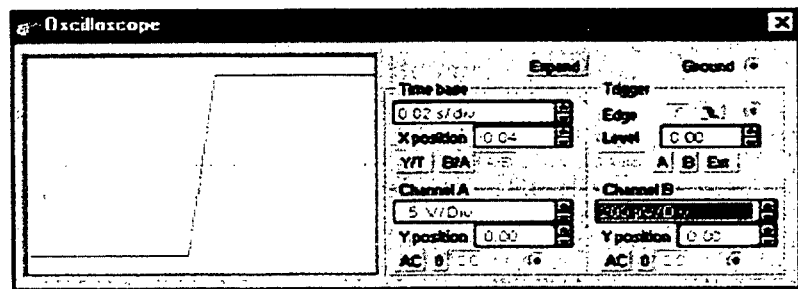 Oscilloscope
Expand Ground
Time base Trigger
0.02 s/div Edge
X position -0.04 Level 0.00
Y/T B/A A B Ext
Channel A Channel B
5 V/Div
Y position 0.00 Y position 0.00
AC 0 AC 0